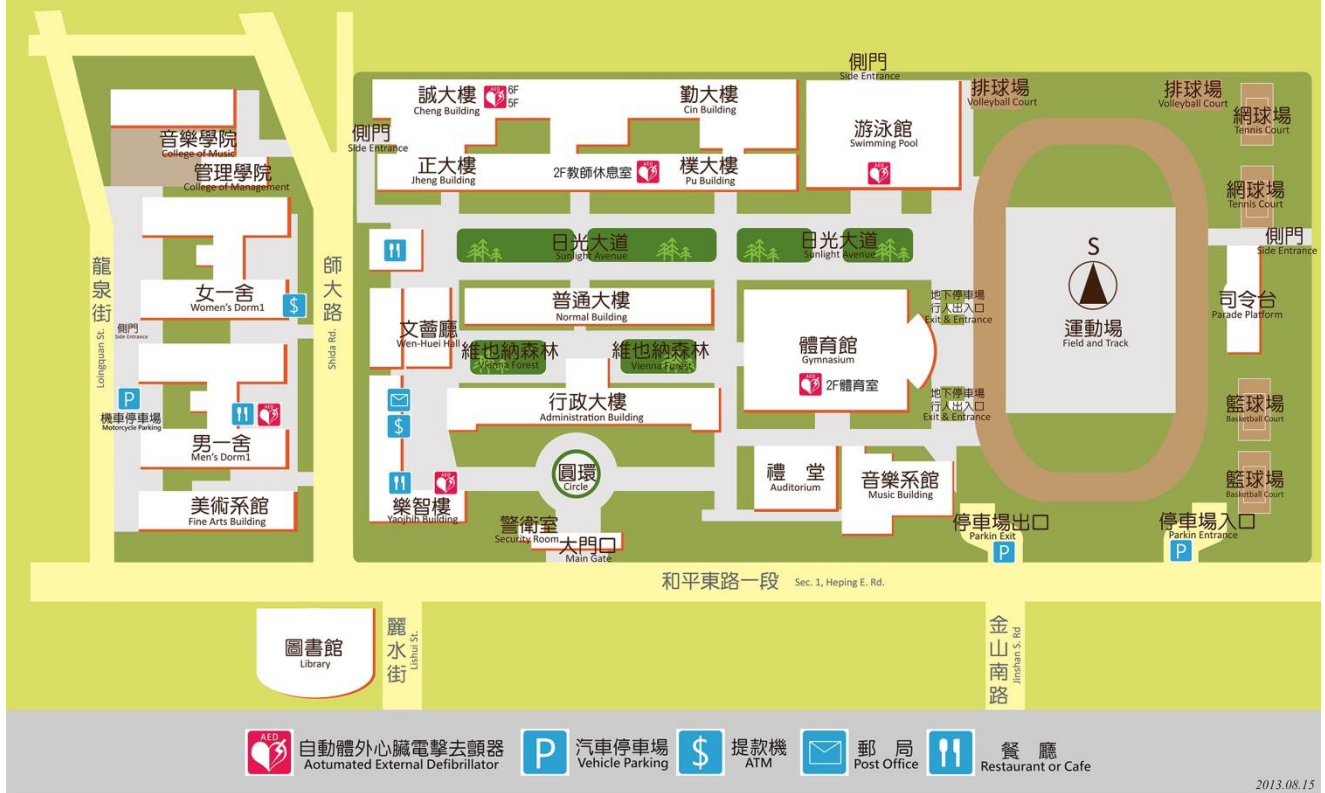 側門
Side Entrance
誠大樓
Cheng Building
6F
5F
勤大樓
Cin Building
排球場
Volleyball Court
排球場
Volleyball Court
網球場
Tennis Court
音樂學院
College of Music
管理學院
College of Management
側門
Side Entrance
正大樓
Jheng Building
2F教師休息室
樸大樓
Pu Building
游泳館
Swimming Pool
網球場
Tennis Court
側門
Side Entrance
龍泉街
Loingquan St.
女一舍
Women's Dorm1
師大路
Shida Rd.
日光大道
Sunlight Avenue
日光大道
Sunlight Avenue
S
運動場
Field and Track
司令台
Parade Platform
側門
Side Entrance
文薈廳
Wen-Huei Hall
普通大樓
Normal Building
維也納森林
Vienna Forest
維也納森林
Vienna Forest
體育館
Gymnasium
2F體育室
地下停車場
行人出入口
Exit & Entrance
地下停車場
行人出入口
Exit & Entrance
機車停車場
Motorcycle Parking
男一舍
Men's Dorm1
行政大樓
Administration Building
籃球場
Basketball Court
美術系館
Fine Arts Building
樂智樓
Yaojhih Building
圓環
Circle
禮堂
Auditorium
音樂系館
Music Building
籃球場
Basketball Court
警衛室
Security Room
大門口
Main Gate
停車場出口
Parkin Exit
停車場入口
Parkin Entrance
P
P
P
$
$
AED
AED
AED
AED
AED
AED
和平東路一段 Sec. 1, Heping E. Rd.
圖書館
Library
麗水街
Lishui St.
金山南路
Jinshan S. Rd
AED
自動體外心臟電擊去顫器
Aotumated External Defibrillator
P
汽車停車場
Vehicle Parking
$
提款機
ATM
郵局
Post Office
餐廳
Restaurant or Cafe
2013.08.15